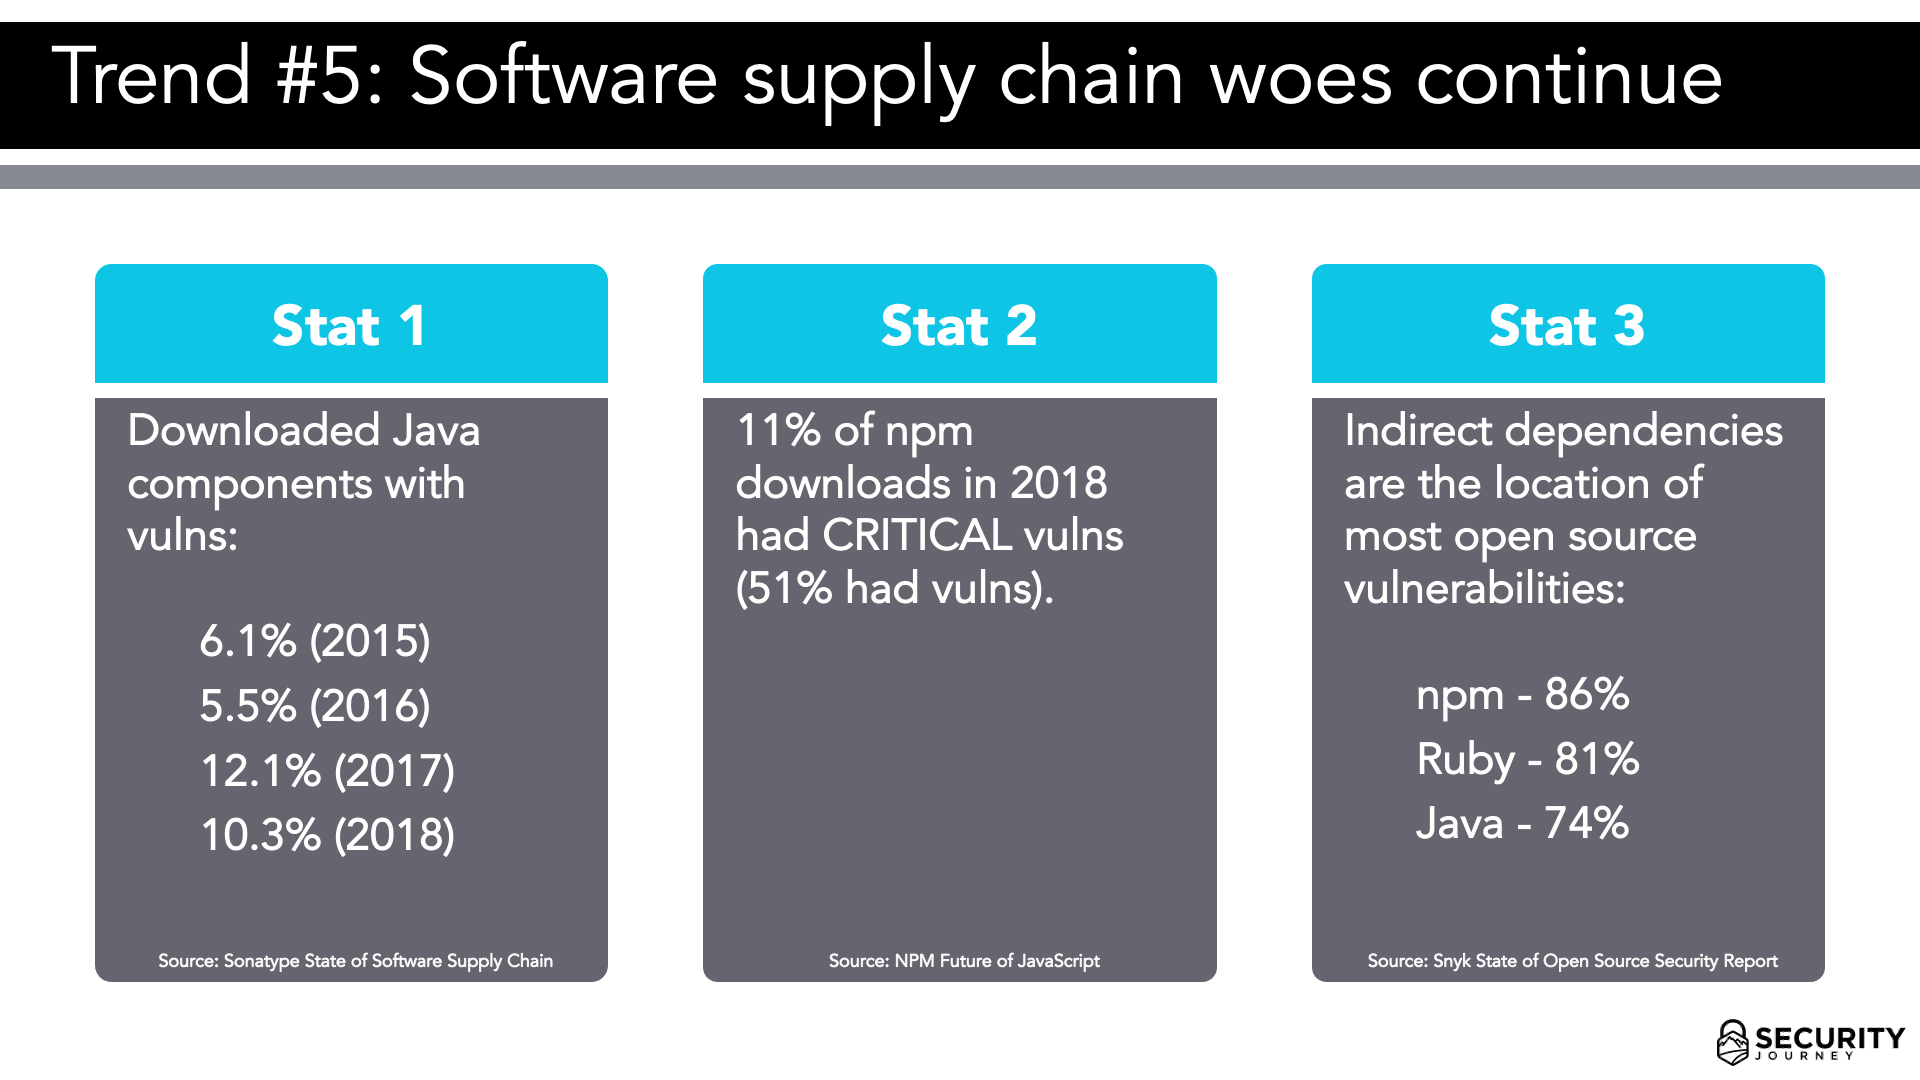 Trend #5: Software supply chain woes continue
Stat 1
Downloaded Java
components with
vulns:
6.1% (2015)
5.5% (2016)
12.1% (2017)
10.3% (2018)
Source: Sonatype State of Software Supply Chain
Stat 2
11% of npm
downloads in 2018
had CRITICAL vulns
(51% had vulns).
Source: NPM Future of JavaScript
Stat 3
Indirect dependencies
are the location of
most open source
vulnerabilities:
npm - 86%
Ruby - 81%
Java - 74%
Source: Snyk State of Open Source Security Report
SECURITY
JOURNEY